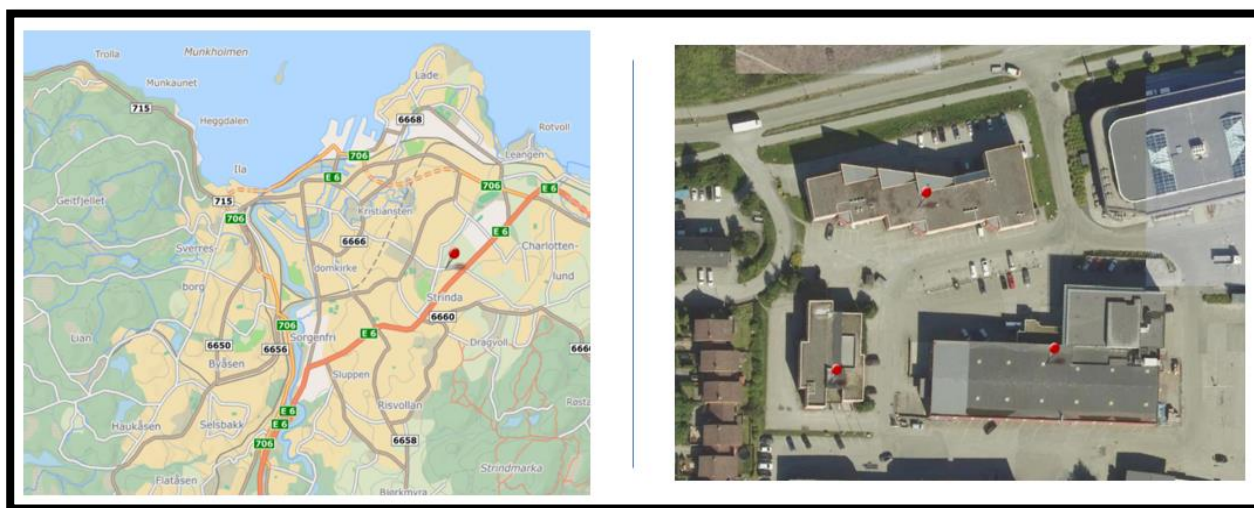 Trolla
Munkholmen
Munkaunet
Lade
715
Heggdalen
6668
Rotvoll
Ila
706
Leangen
E 6
706
E 6
Geitfjellet
715
Kristiansten
706
6666
E 6
Sverres-
borg
domkirke
Charlotten-
lund
Strinda
706
6660
Lian
Sorgenfri
E 6
Dragvoll
6650
6656
666
Byåsen
Sluppen
Risvollan
E 6
Haukåsen
Selsbakk
E 6
706
6658
Strindmarka
Flatåsen
Bjørkmyra